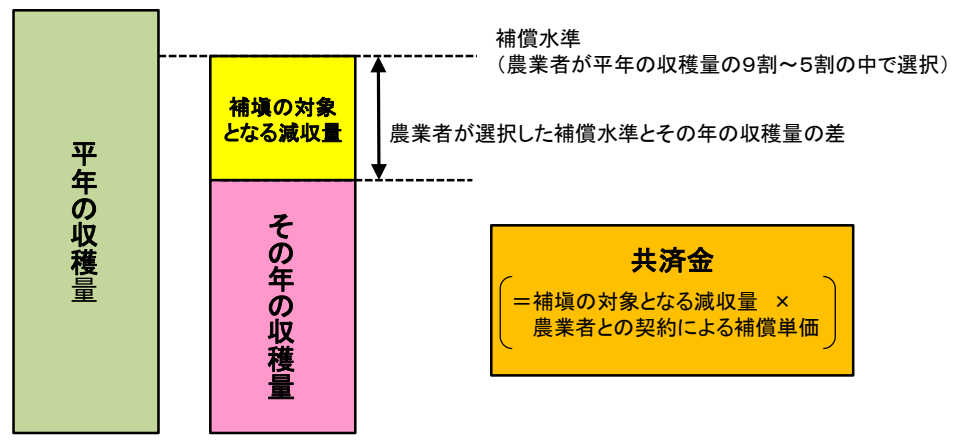 平年の収穫量
補償水準
（農業者が平年の収穫量の９割～５割の中で選択）
補塡の対象
となる減収量
農業者が選択した補償水準とその年の収穫量の差
その年の収穫量
共済金
＝補塡の対象となる減収量　×
農業者との契約による補償単価